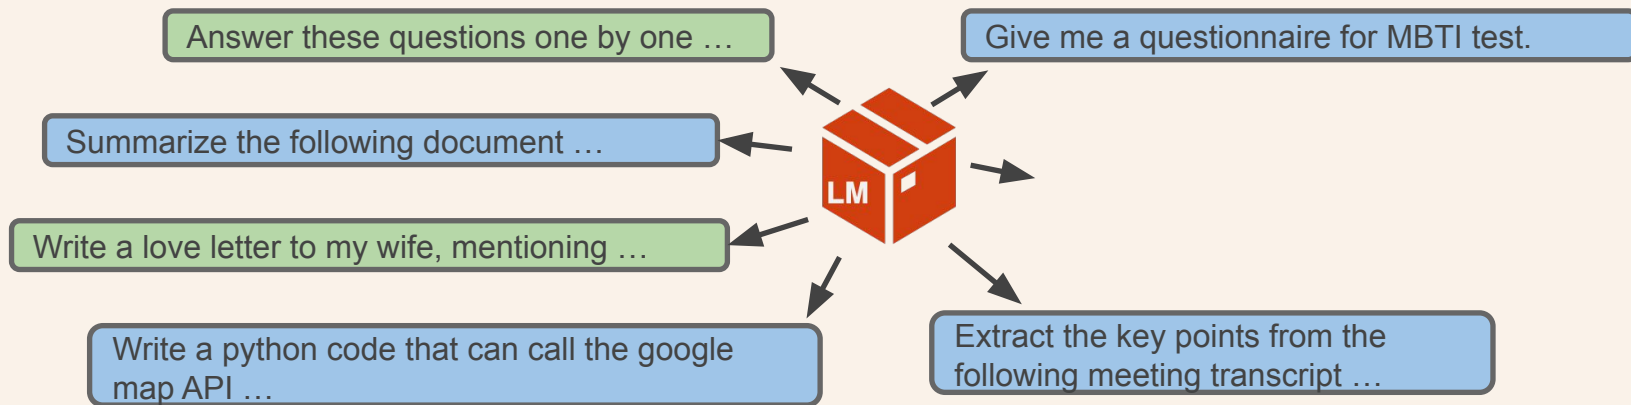 Answer these questions one by one …
Give me a questionnaire for MBTI test.
Summarize the following document …
LM
Write a love letter to my wife, mentioning …
Write a python code that can call the google
map API …
Extract the key points from the
following meeting transcript …